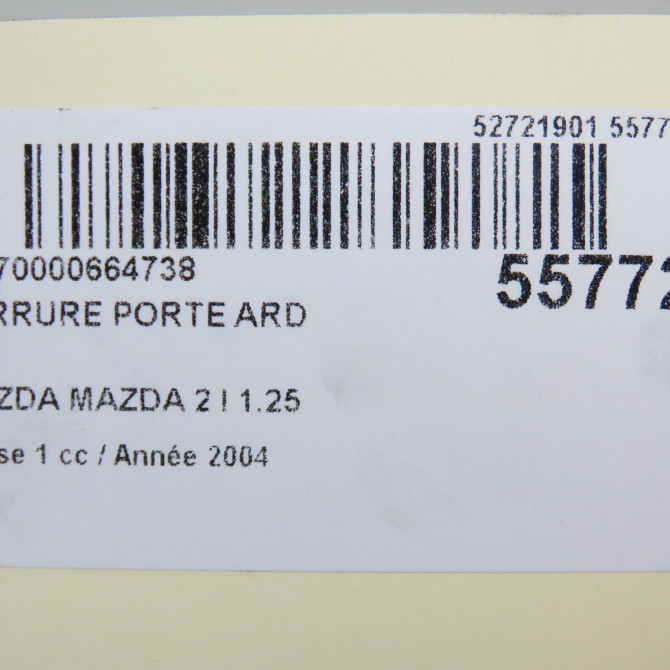 52721901 5577
70000664738
55772
RRURE PORTE ARD
ZDA MAZDA 2 I 1.25
se 1 cc / Année 2004